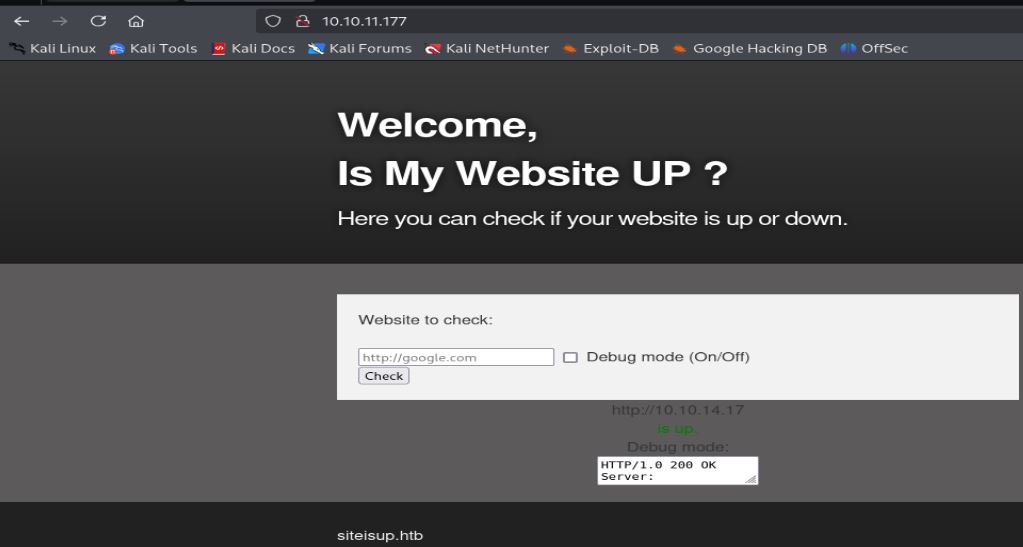 10.10.11.177
Kali Linux Kali Tools Kali Docs Kali Forums Kali NetHunter Exploit-DB Google Hacking DB OffSec
Welcome,
Is My Website UP ?
Here you can check if your website is up or down.
Website to check:
http://google.com Debug mode (On/Off)
Check
http://10.10.14.17
is up.
Debug mode:
HTTP/1.0 200 OK
Server:
siteisup.htb